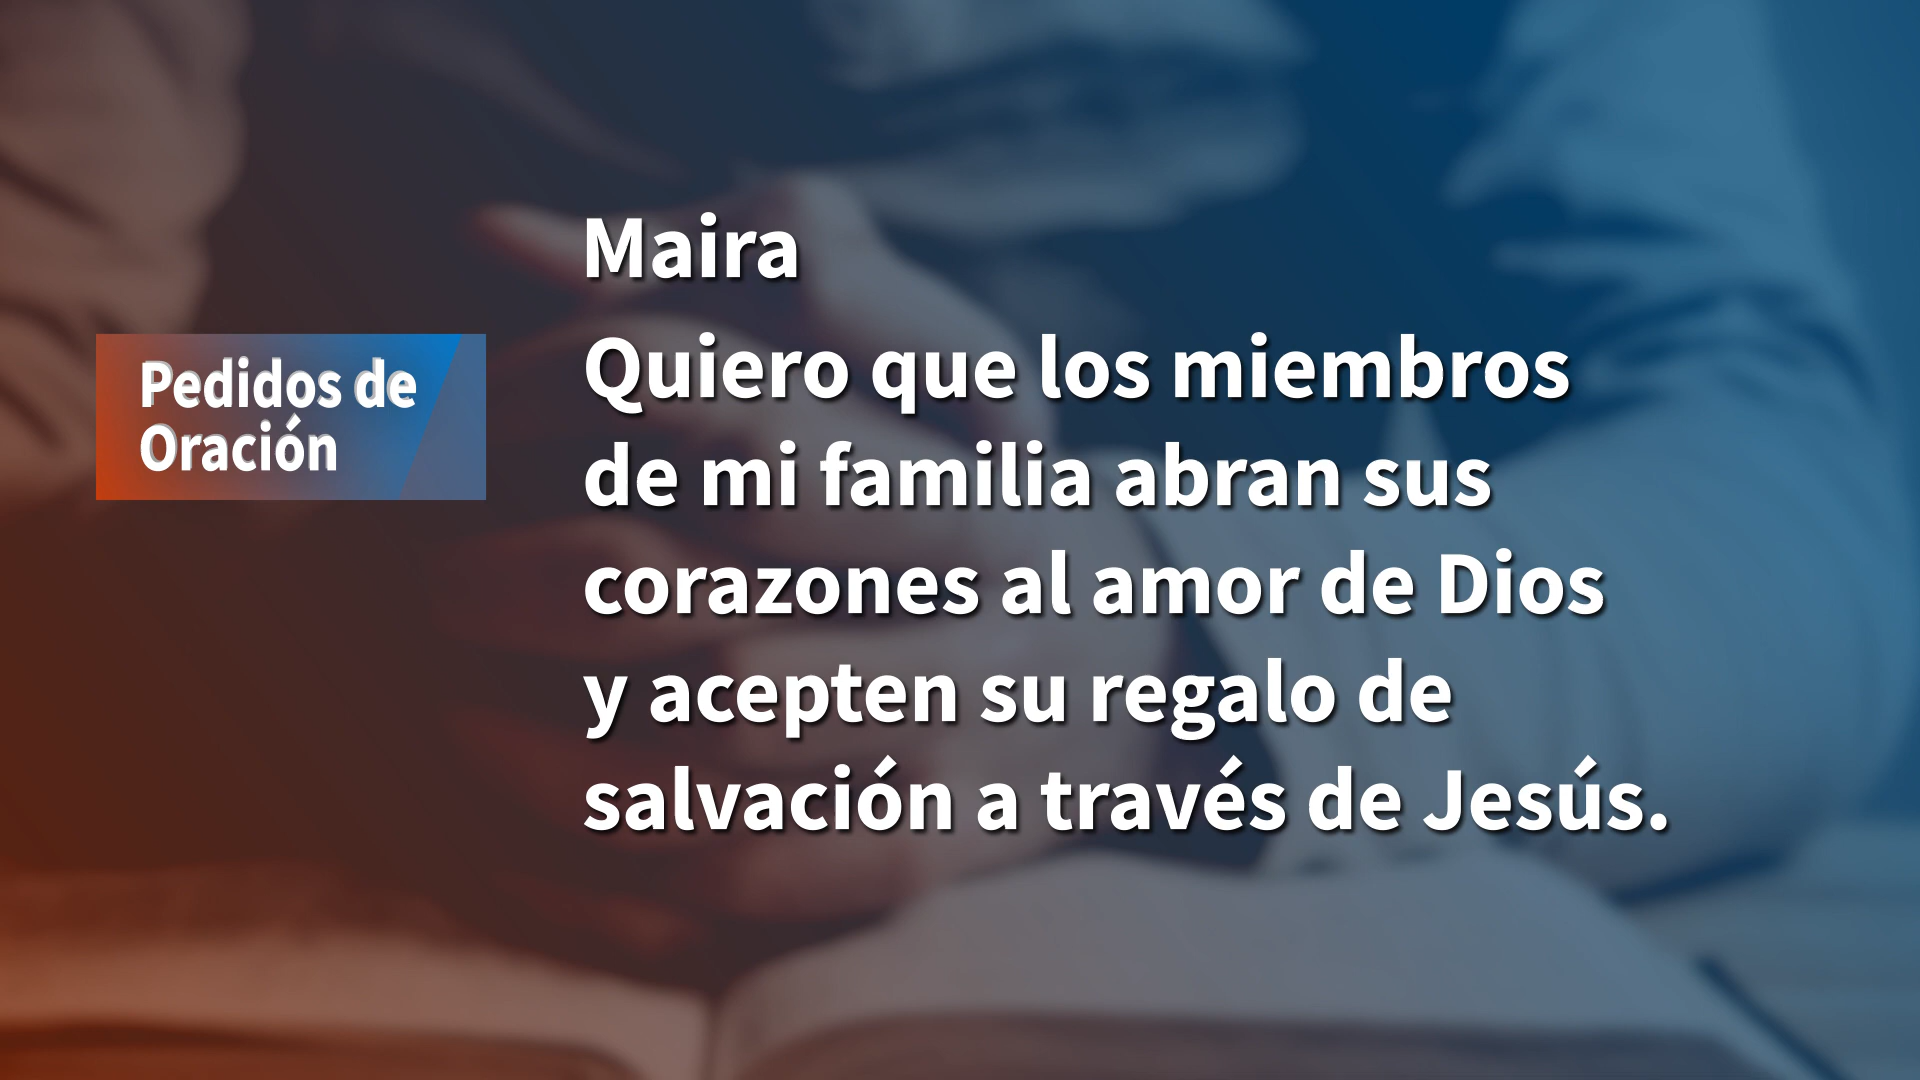 Pedidos de
Oración
Maira
Quiero que los miembros
de mi familia abran sus
corazones al amor de Dios
y acepten su regalo de
salvación a través de Jesús.